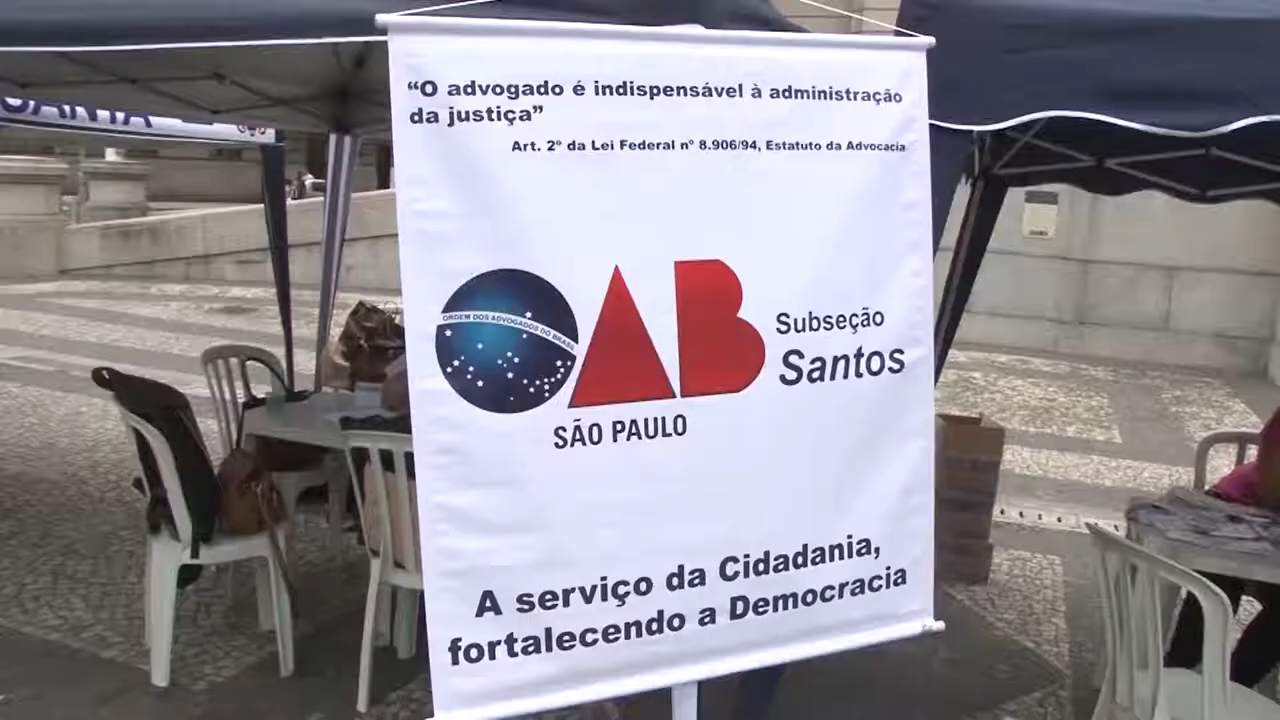 “O advogado é indispensável à administração
da justiça”
Art. 2º da Lei Federal nº 8.906/94, Estatuto da Advocacia
ORDEM DOS ADVOGADOS DO BRASIL
OAB
Subseção
Santos
SÃO PAULO
A serviço da Cidadania,
fortalecendo a Democracia